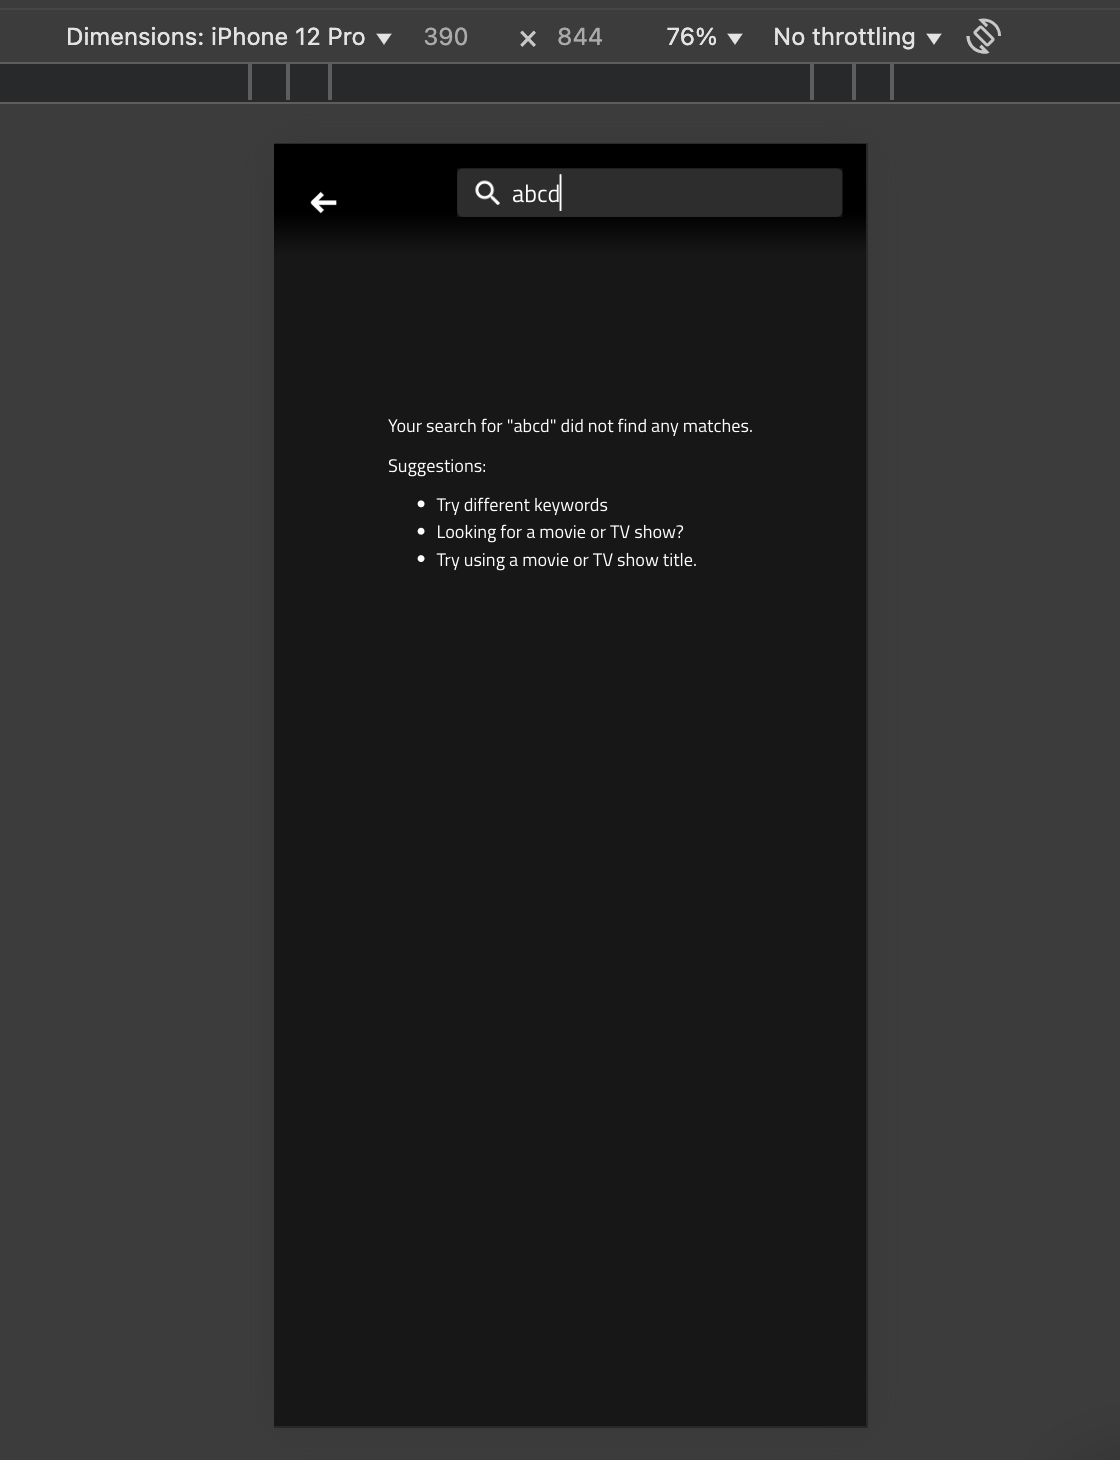 Dimensions: iPhone 12 Pro ▼ 390 × 844 76% ▼ No throttling ▼
abcd
Your search for "abcd" did not find any matches.
Suggestions:
• Try different keywords
• Looking for a movie or TV show?
• Try using a movie or TV show title.